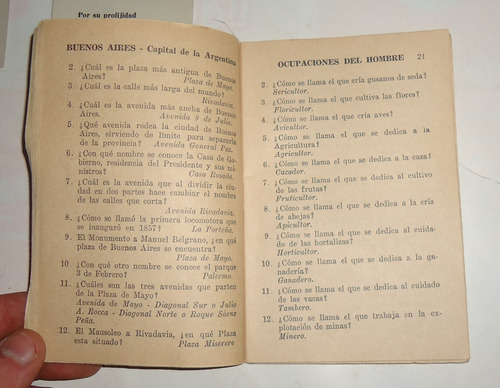 Por su prolijidad
BUENOS AIRES - Capital de la Argentina
2. ¿Cuál es la plaza más antigua de Buenos
Aires? Plaza de Mayo.
3. ¿Cuál es la calle más larga del mundo?
Rivadavia.
4. ¿Cuál es la avenida más ancha de Buenos
Aires. Avenida 9 de Julio.
5. ¿Qué avenida rodea la ciudad de Buenos
Aires, sirviendo de límite para separarla
de la provincia? Avenida General Paz.
6. ¿Con qué nombre se conoce la Casa de Go-
bierno, residencia del Presidente y sus mi-
nistros? Casa Rosada.
7. ¿Cuál es la avenida que al dividir la ciu-
dad en dos partes hace cambiar el nombre
de las calles que corta?
Avenida Rivadavia.
8. ¿Cómo se llamó la primera locomotora que
se inauguró en 1857? La Porteña.
9. El Monumento a Manuel Belgrano, ¿en qué
plaza de Buenos Aires se encuentra?
Plaza de Mayo.
10. ¿Con qué otro nombre se conoce el parque
3 de Febrero? Palermo.
11. ¿Cuáles son las tres avenidas que parten
de la Plaza de Mayo?
Avenida de Mayo - Diagonal Sur o Julio
A. Rocca - Diagonal Norte o Roque Sáenz
Peña.
12. El Mausoleo a Rivadavia, ¿en qué Plaza
esta situado? Plaza Miserere
OCUPACIONES DEL HOMBRE 21
2. ¿Cómo se llama el que cría gusanos de seda?
Sericultor.
3. ¿Cómo se llama el que cultiva las flores?
Floricultor.
4. ¿Cómo se llama el que cría aves?
Avicultor.
5. ¿Cómo se llama el que se dedica a la
Agricultura?
Agricultor.
6. ¿Cómo se llama el que se dedica a la caza?
Cazador.
7. ¿Cómo se llama el que se dedica al cultivo
de las frutas?
Fruticultor.
8. ¿Cómo se llama el que se dedica a la cría
de abejas?
Apicultor.
9. ¿Cómo se llama el que se dedica al cuida-
do de las hortalizas?
Horticultor.
10. ¿Cómo se llama el que se dedica a la ga-
nadería?
Ganadero.
11. ¿Cómo se llama el que se dedica al cuidado
de las vacas?
Tambero.
12. ¿Cómo se llama el que trabaja en la ex-
plotación de minas?
Minero.